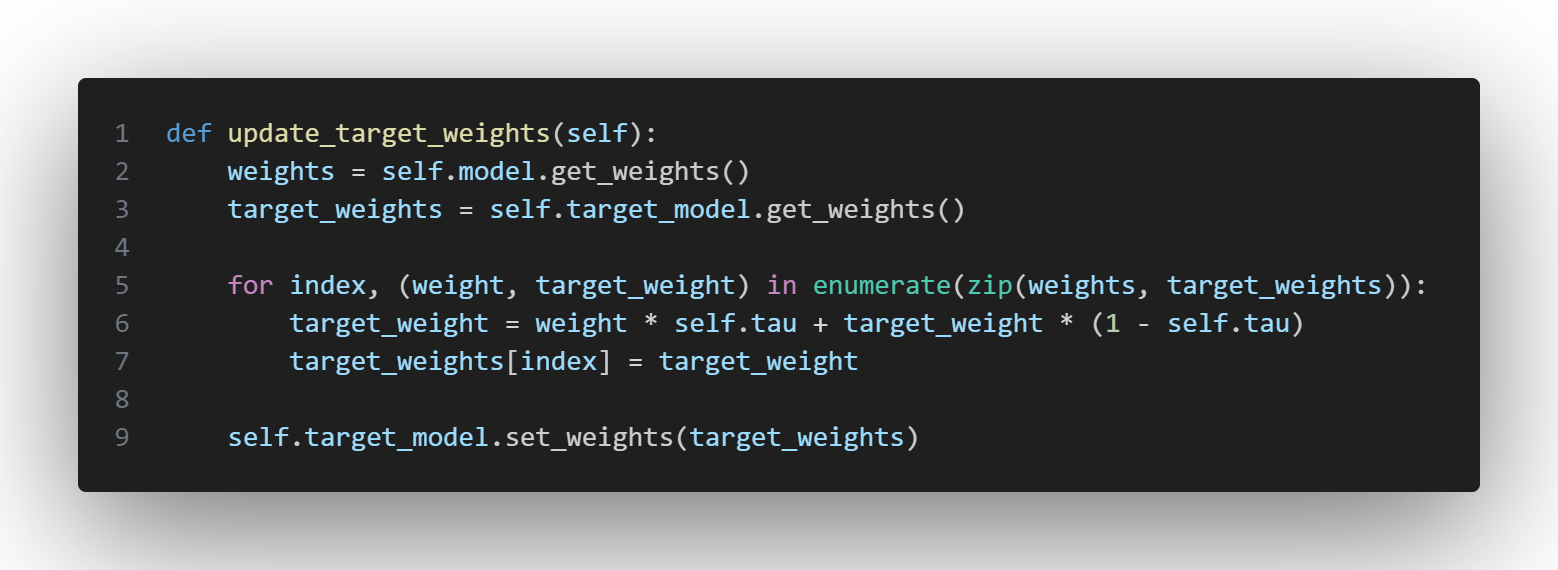 1 def update_target_weights(self):
2     weights = self.model.get_weights()
3     target_weights = self.target_model.get_weights()
4
5     for index, (weight, target_weight) in enumerate(zip(weights, target_weights)):
6         target_weight = weight * self.tau + target_weight * (1 - self.tau)
7         target_weights[index] = target_weight
8
9     self.target_model.set_weights(target_weights)